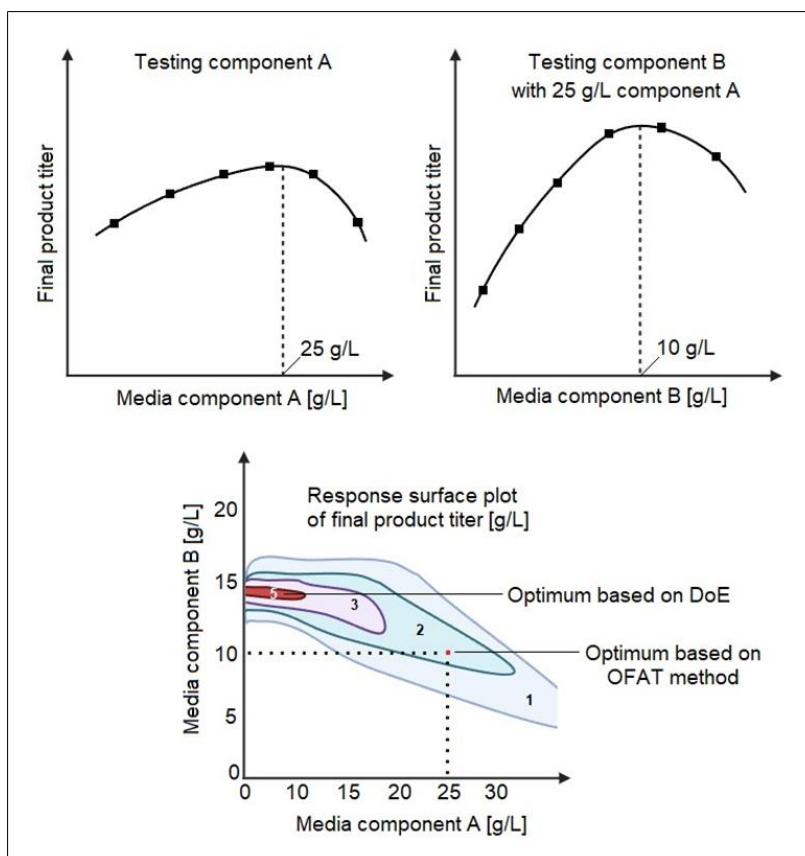 Testing component A
Final product titer
25 g/L
Media component A [g/L]
Testing component B
with 25 g/L component A
Final product titer
10 g/L
Media component B [g/L]
Response surface plot
of final product titer [g/L]
Media component B [g/L]
20
15
10
5
0
5
3
2
1
Optimum based on DoE
Optimum based on
OFAT method
0 10 15 20 25 30
Media component A [g/L]